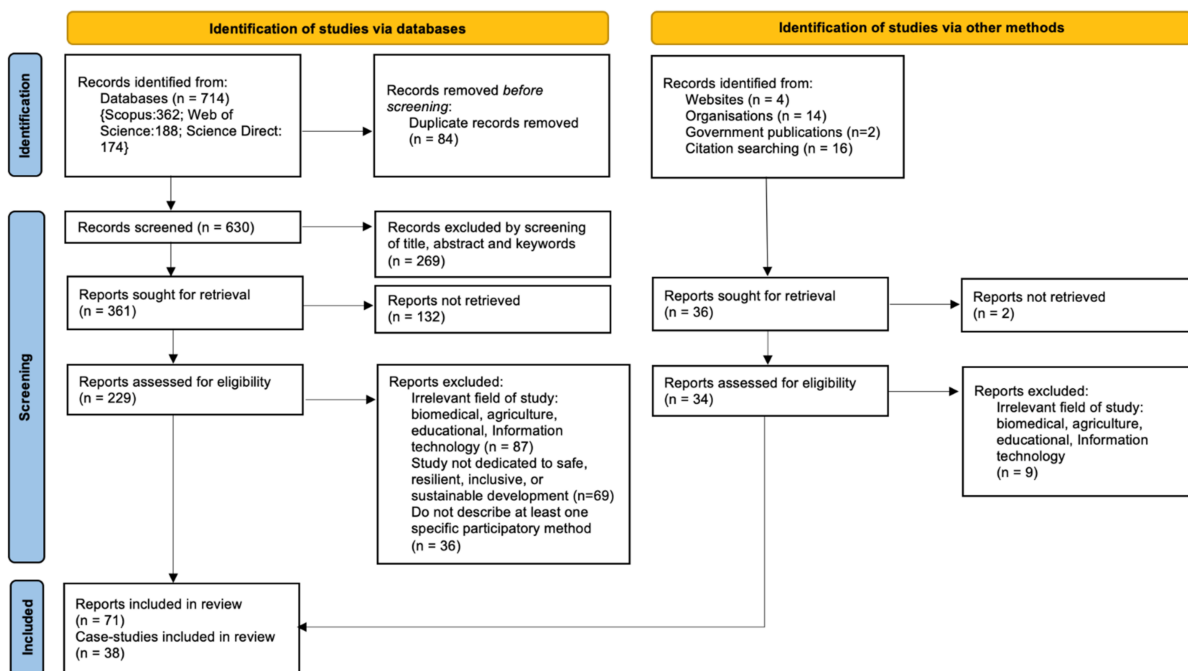 Identification of studies via databases
Identification of studies via other methods
Identification
Records identified from:
Databases (n = 714)
{Scopus:362; Web of
Science:188; Science Direct:
174}
Records removed before
screening:
Duplicate records removed
(n = 84)
Records identified from:
Websites (n = 4)
Organisations (n = 14)
Government publications (n=2)
Citation searching (n = 16)
Screening
Records screened (n = 630)
Records excluded by screening
of title, abstract and keywords
(n = 269)
Reports sought for retrieval
(n = 361)
Reports not retrieved
(n = 132)
Reports sought for retrieval
(n = 36)
Reports not retrieved
(n = 2)
Reports assessed for eligibility
(n = 229)
Reports excluded:
Irrelevant field of study:
biomedical, agriculture,
educational, Information
technology (n = 87)
Study not dedicated to safe,
resilient, inclusive, or
sustainable development (n=69)
Do not describe at least one
specific participatory method
(n = 36)
Reports assessed for eligibility
(n = 34)
Reports excluded:
Irrelevant field of study:
biomedical, agriculture,
educational, Information
technology
(n = 9)
Included
Reports included in review
(n = 71)
Case-studies included in review
(n = 38)